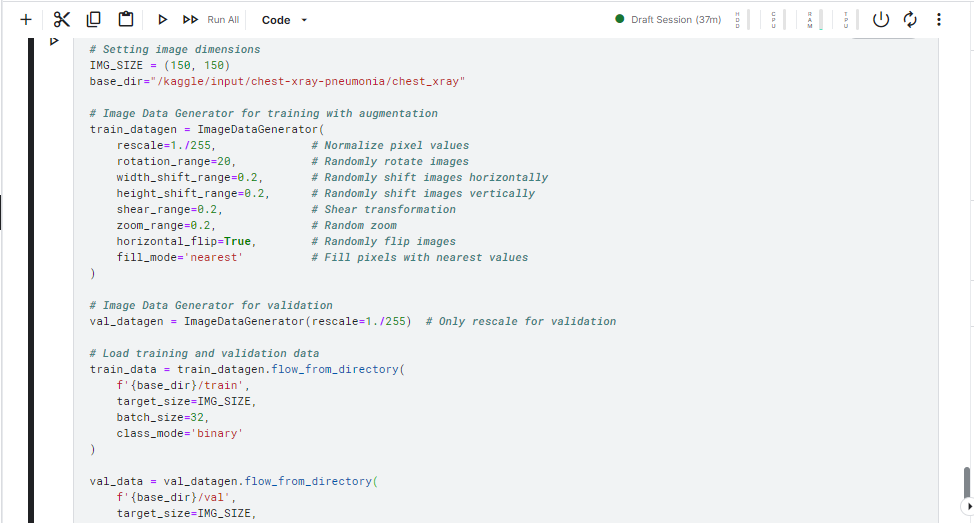 Run All Code Draft Session (37m) HDD CPU RAM TPU
# Setting image dimensions
IMG_SIZE = (150, 150)
base_dir="/kaggle/input/chest-xray-pneumonia/chest_xray"
# Image Data Generator for training with augmentation
train_datagen = ImageDataGenerator(
    rescale=1./255,              # Normalize pixel values
    rotation_range=20,           # Randomly rotate images
    width_shift_range=0.2,       # Randomly shift images horizontally
    height_shift_range=0.2,      # Randomly shift images vertically
    shear_range=0.2,             # Shear transformation
    zoom_range=0.2,              # Random zoom
    horizontal_flip=True,        # Randomly flip images
    fill_mode='nearest'          # Fill pixels with nearest values
)
# Image Data Generator for validation
val_datagen = ImageDataGenerator(rescale=1./255)  # Only rescale for validation
# Load training and validation data
train_data = train_datagen.flow_from_directory(
    f'{base_dir}/train',
    target_size=IMG_SIZE,
    batch_size=32,
    class_mode='binary'
)
val_data = val_datagen.flow_from_directory(
    f'{base_dir}/val',
    target_size=IMG_SIZE,